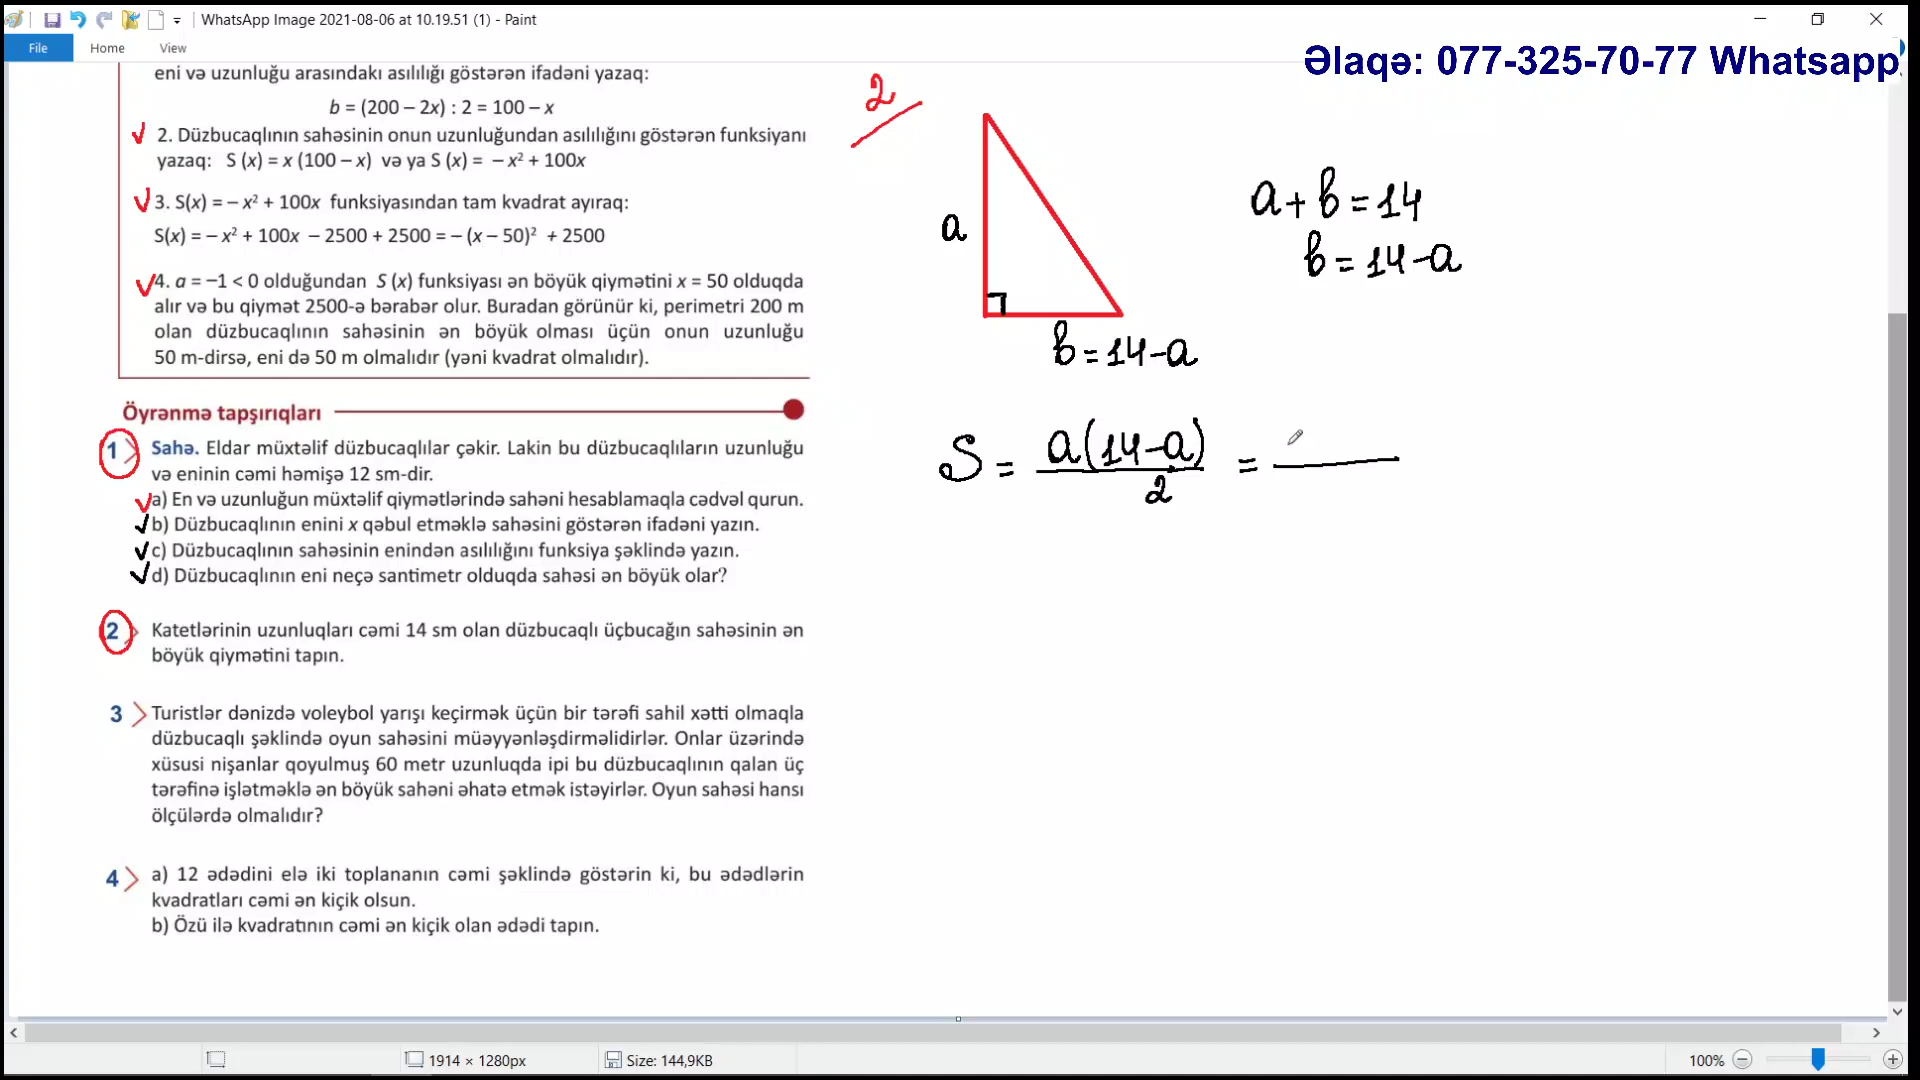 WhatsApp Image 2021-08-06 at 10.19.51 (1) - Paint
File Home View
Əlaqə: 077-325-70-77 Whatsapp
eni və uzunluğu arasındakı asılılığı göstərən ifadəni yazaq:
b = (200 – 2x) : 2 = 100 – x
2. Düzbucaqlının sahəsinin onun uzunluğundan asılılığını göstərən funksiyanı
yazaq: S (x) = x (100 – x) və ya S (x) = – x² + 100x
3. S(x) = – x² + 100x funksiyasından tam kvadrat ayıraq:
S(x) = – x² + 100x – 2500 + 2500 = – (x – 50)² + 2500
4. a = –1 < 0 olduğundan S (x) funksiyası ən böyük qiymətini x = 50 olduqda
alır və bu qiymət 2500-ə bərabər olur. Buradan görünür ki, perimetri 200 m
olan düzbucaqlının sahəsinin ən böyük olması üçün onun uzunluğu
50 m-dirsə, eni də 50 m olmalıdır (yəni kvadrat olmalıdır).
Öyrənmə tapşırıqları
1 Sahə. Eldar müxtəlif düzbucaqlılar çəkir. Lakin bu düzbucaqlıların uzunluğu
və eninin cəmi həmişə 12 sm-dir.
a) En və uzunluğun müxtəlif qiymətlərində sahəni hesablamaqla cədvəl qurun.
b) Düzbucaqlının enini x qəbul etməklə sahəsini göstərən ifadəni yazın.
c) Düzbucaqlının sahəsinin enindən asılılığını funksiya şəklində yazın.
d) Düzbucaqlının eni neçə santimetr olduqda sahəsi ən böyük olar?
2 Katetlərinin uzunluqları cəmi 14 sm olan düzbucaqlı üçbucağın sahəsinin ən
böyük qiymətini tapın.
3 Turistlər dənizdə voleybol yarışı keçirmək üçün bir tərəfi sahil xətti olmaqla
düzbucaqlı şəklində oyun sahəsini müəyyənləşdirməlidirlər. Onlar üzərində
xüsusi nişanlar qoyulmuş 60 metr uzunluqda ipi bu düzbucaqlının qalan üç
tərəfinə işlətməklə ən böyük sahəni əhatə etmək istəyirlər. Oyun sahəsi hansı
ölçülərdə olmalıdır?
4 a) 12 ədədini elə iki toplananın cəmi şəklində göstərin ki, bu ədədlərin
kvadratları cəmi ən kiçik olsun.
b) Özü ilə kvadratının cəmi ən kiçik olan ədədi tapın.
2
a
b = 14-a
a + b = 14
b = 14-a
S = a(14-a)
2
=
1914 × 1280px
Size: 144,9KB
100%